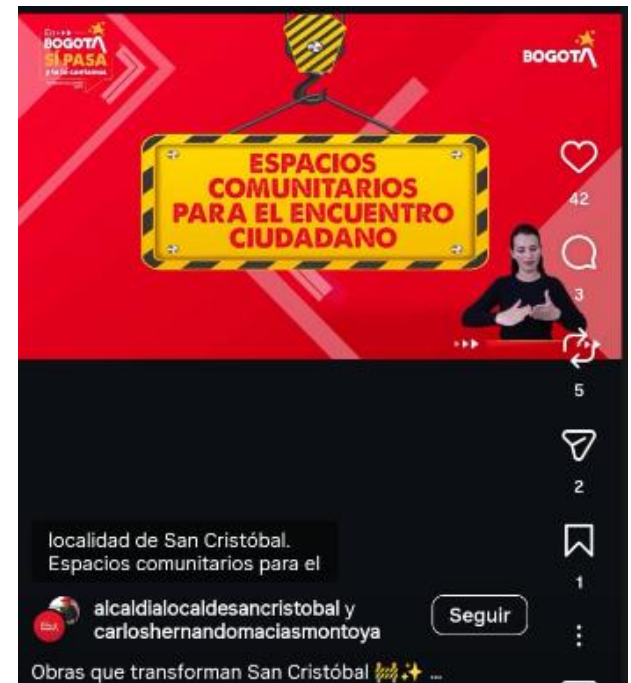 BOGOTÁ
SÍ PASA
BOGOTÁ
ESPACIOS
COMUNITARIOS
PARA EL ENCUENTRO
CIUDADANO
42
3
5
2
1
localidad de San Cristóbal.
Espacios comunitarios para el
alcaldialocaldesancristobal y
carloshernandomaciasmontoya
Seguir
Obras que transforman San Cristóbal 🚧✨ ...